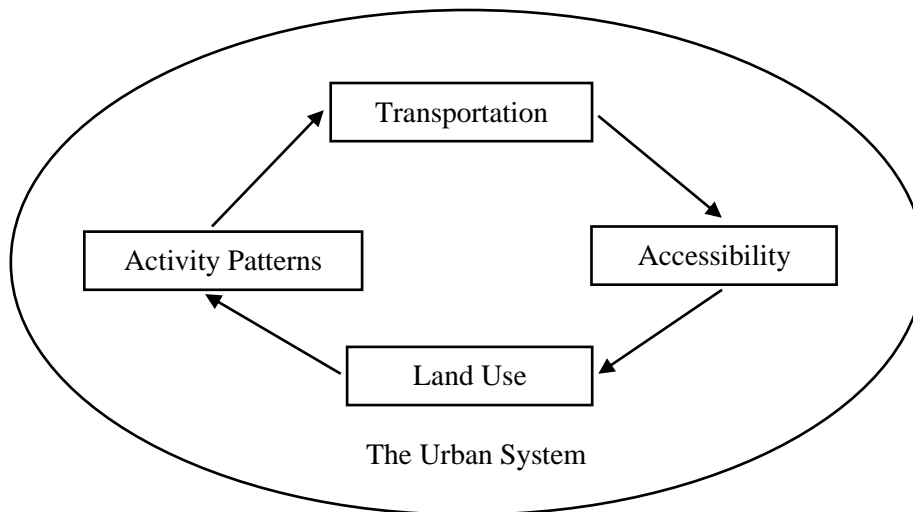 Transportation
Activity Patterns
Accessibility
Land Use
The Urban System